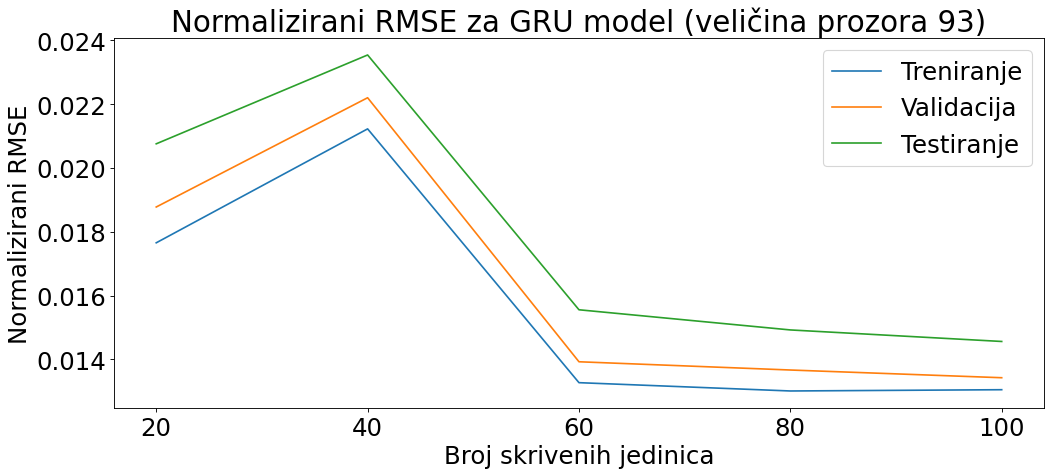 Normalizirani RMSE za GRU model (veličina prozora 93)
Normalizirani RMSE
0.024
0.022
0.020
0.018
0.016
0.014
Treniranje
Validacija
Testiranje
20 40 60 80 100
Broj skrivenih jedinica